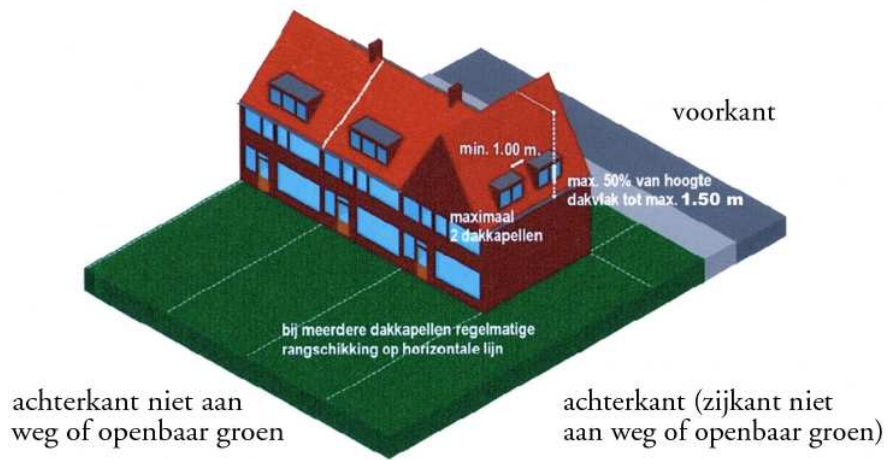 voorkant
min. 1.00 m.
max. 50% van hoogte
dakvlak tot max. 1.50 m
maximaal
2 dakkapellen
bij meerdere dakkapellen regelmatige
rangschikking op horizontale lijn
achterkant niet aan
weg of openbaar groen
achterkant (zijkant niet
aan weg of openbaar groen)